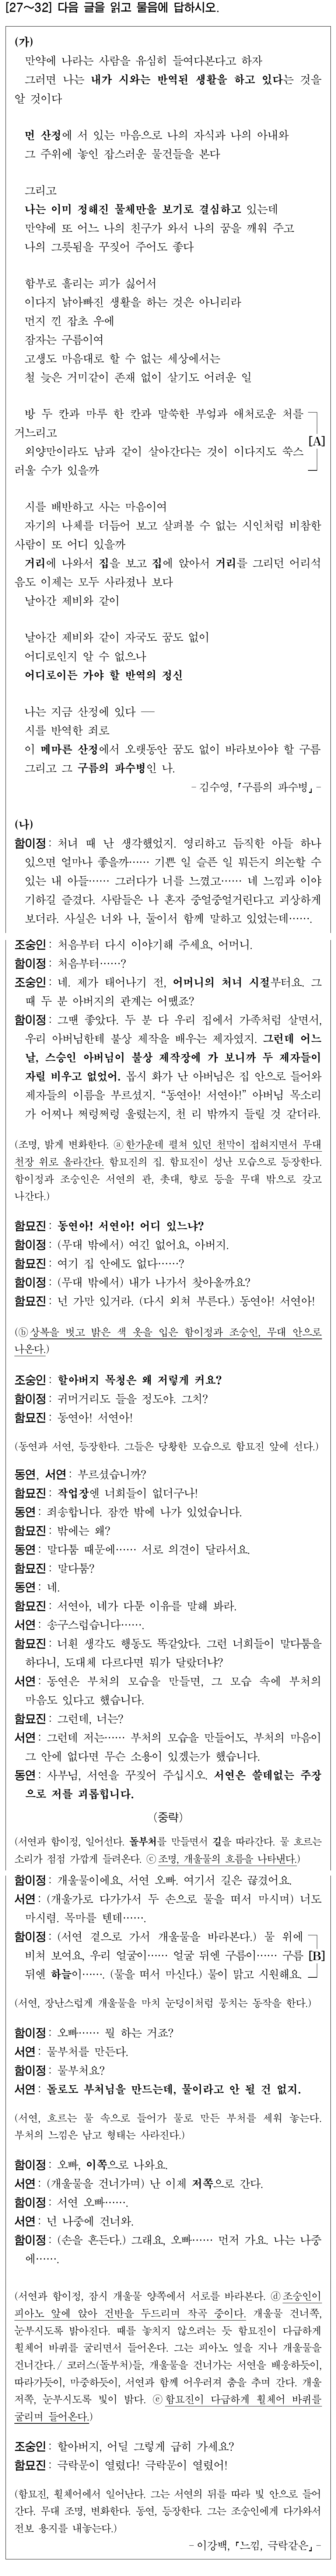 [27～32] 다음 글을 읽고 물음에 답하시오.
(가)
만약에 나라는 사람을 유심히 들여다본다고 하자
그러면 나는 내가 시와는 반역된 생활을 하고 있다는 것을
알 것이다
먼 산정에 서 있는 마음으로 나의 자식과 나의 아내와
그 주위에 놓인 잡스러운 물건들을 본다
그리고
나는 이미 정해진 물체만을 보기로 결심하고 있는데
만약에 또 어느 나의 친구가 와서 나의 꿈을 깨워 주고
나의 그릇됨을 꾸짖어 주어도 좋다
함부로 흘리는 피가 싫어서
이다지 낡아빠진 생활을 하는 것은 아니리라
먼지 낀 잡초 우에
잠자는 구름이여
고생도 마음대로 할 수 없는 세상에서는
철 늦은 거미같이 존재 없이 살기도 어려운 일
방 두 칸과 마루 한 칸과 말쑥한 부엌과 애처로운 처를
거느리고
외양만이라도 남과 같이 살아간다는 것이 이다지도 쑥스
러울 수가 있을까
[A]
시를 배반하고 사는 마음이여
자기의 나체를 더듬어 보고 살펴볼 수 없는 시인처럼 비참한
사람이 또 어디 있을까
거리에 나와서 집을 보고 집에 앉아서 거리를 그리던 어리석
음도 이제는 모두 사라졌나 보다
날아간 제비와 같이
날아간 제비와 같이 자국도 꿈도 없이
어디로인지 알 수 없으나
어디로이든 가야 할 반역의 정신
나는 지금 산정에 있다 ―
시를 반역한 죄로
이 메마른 산정에서 오랫동안 꿈도 없이 바라보아야 할 구름
그리고 그 구름의 파수병인 나.
- 김수영, ｢구름의 파수병｣ -
(나)
함이정 : 처녀 때 난 생각했었지. 영리하고 듬직한 아들 하나
있으면 얼마나 좋을까…… 기쁜 일 슬픈 일 뭐든지 의논할 수
있는 내 아들…… 그러다가 너를 느꼈고…… 네 느낌과 이야
기하길 즐겼다. 사람들은 나 혼자 중얼중얼거린다고 괴상하게
보더라. 사실은 너와 나, 둘이서 함께 말하고 있었는데…….
조숭인 : 처음부터 다시 이야기해 주세요, 어머니.
함이정 : 처음부터……?
조숭인 : 네. 제가 태어나기 전, 어머니의 처녀 시절부터요. 그
때 두 분 아버지의 관계는 어땠죠?
함이정 : 그땐 좋았다. 두 분 다 우리 집에서 가족처럼 살면서,
우리 아버님한테 불상 제작을 배우는 제자였지. 그런데 어느
날, 스승인 아버님이 불상 제작장에 가 보니까 두 제자들이
자릴 비우고 없었어. 몹시 화가 난 아버님은 집 안으로 들어와
제자들의 이름을 부르셨지. “동연아! 서연아!” 아버님 목소리
가 어찌나 쩌렁쩌렁 울렸는지, 천 리 밖까지 들릴 것 같더라.
(조명, 밝게 변화한다. ⓐ한가운데 펼쳐 있던 천막이 접혀지면서 무대
천장 위로 올라간다. 함묘진의 집. 함묘진이 성난 모습으로 등장한다.
함이정과 조숭인은 서연의 관, 촛대, 향로 등을 무대 밖으로 갖고
나간다.)
함묘진 : 동연아! 서연아! 어디 있느냐?
함이정 : (무대 밖에서) 여긴 없어요, 아버지.
함묘진 : 여기 집 안에도 없다……?
함이정 : (무대 밖에서) 내가 나가서 찾아올까요?
함묘진 : 넌 가만 있거라. (다시 외쳐 부른다.) 동연아! 서연아!
(ⓑ상복을 벗고 밝은 색 옷을 입은 함이정과 조숭인, 무대 안으로
나온다.)
조숭인 : 할아버지 목청은 왜 저렇게 커요?
함이정 : 귀머거리도 들을 정도야. 그치?
함묘진 : 동연아! 서연아!
(동연과 서연, 등장한다. 그들은 당황한 모습으로 함묘진 앞에 선다.)
동연, 서연 : 부르셨습니까?
함묘진 : 작업장엔 너희들이 없더구나!
동연 : 죄송합니다. 잠깐 밖에 나가 있었습니다.
함묘진 : 밖에는 왜?
동연 : 말다툼 때문에…… 서로 의견이 달라서요.
함묘진 : 말다툼?
동연 : 네.
함묘진 : 서연아, 네가 다툰 이유를 말해 봐라.
서연 : 송구스럽습니다…….
함묘진 : 너흰 생각도 행동도 똑같았다. 그런 너희들이 말다툼을
하다니, 도대체 다르다면 뭐가 달랐더냐?
서연 : 동연은 부처의 모습을 만들면, 그 모습 속에 부처의
마음도 있다고 했습니다.
함묘진 : 그런데, 너는?
서연 : 그런데 저는…… 부처의 모습을 만들어도, 부처의 마음이
그 안에 없다면 무슨 소용이 있겠는가 했습니다.
동연 : 사부님, 서연을 꾸짖어 주십시오. 서연은 쓸데없는 주장
으로 저를 괴롭힙니다.
(중략)
(서연과 함이정, 일어선다. 돌부처를 만들면서 길을 따라간다. 물 흐르는
소리가 점점 가깝게 들려온다. ⓒ조명, 개울물의 흐름을 나타낸다.)
함이정 : 개울물이에요, 서연 오빠. 여기서 길은 끊겼어요.
서연 : (개울가로 다가가서 두 손으로 물을 떠서 마시며) 너도
마시렴. 목마를 텐데…….
함이정 : (서연 곁으로 가서 개울물을 바라본다.) 물 위에
비쳐 보여요, 우리 얼굴이…… 얼굴 뒤엔 구름이…… 구름
뒤엔 하늘이……. (물을 떠서 마신다.) 물이 맑고 시원해요.
[B]
(서연, 장난스럽게 개울물을 마치 눈덩이처럼 뭉치는 동작을 한다.)
함이정 : 오빠…… 뭘 하는 거죠?
서연 : 물부처를 만든다.
함이정 : 물부처요?
서연 : 돌로도 부처님을 만드는데, 물이라고 안 될 건 없지.
(서연, 흐르는 물 속으로 들어가 물로 만든 부처를 세워 놓는다.
부처의 느낌은 남고 형태는 사라진다.)
함이정 : 오빠, 이쪽으로 나와요.
서연 : (개울물을 건너가며) 난 이제 저쪽으로 간다.
함이정 : 서연 오빠…….
서연 : 넌 나중에 건너와.
함이정 : (손을 흔든다.) 그래요, 오빠…… 먼저 가요. 나는 나중
에…….
(서연과 함이정, 잠시 개울물 양쪽에서 서로를 바라본다. ⓓ조숭인이
피아노 앞에 앉아 건반을 두드리며 작곡 중이다. 개울물 건너쪽,
눈부시도록 밝아진다. 때를 놓치지 않으려는 듯 함묘진이 다급하게
휠체어 바퀴를 굴리면서 들어온다. 그는 피아노 옆을 지나 개울물을
건너간다. / 코러스(돌부처)들, 개울물을 건너가는 서연을 배웅하듯이,
따라가듯이, 마중하듯이, 서연과 함께 어우러져 춤을 추며 간다. 개울
저쪽, 눈부시도록 빛이 밝다. ⓔ함묘진이 다급하게 휠체어 바퀴를
굴리며 들어온다.)
조숭인 : 할아버지, 어딜 그렇게 급히 가세요?
함묘진 : 극락문이 열렸다! 극락문이 열렸어!
(함묘진, 휠체어에서 일어난다. 그는 서연의 뒤를 따라 빛 안으로 들어
간다. 무대 조명, 변화한다. 동연, 등장한다. 그는 조숭인에게 다가와서
전보 용지를 내놓는다.)
- 이강백, ｢느낌, 극락같은｣ -